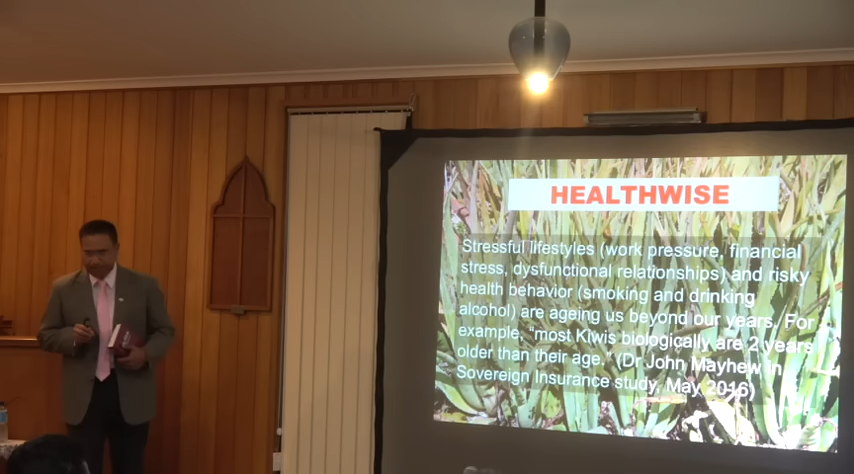 HEALTHWISE
Stressful lifestyles (work pressure, financial
stress, dysfunctional relationships) and risky
health behavior (smoking and drinking
alcohol) are ageing us beyond our years. For
example, “most Kiwis biologically are 2 years
older than their age.” (Dr John Mayhew in
Sovereign Insurance study, May 2016)